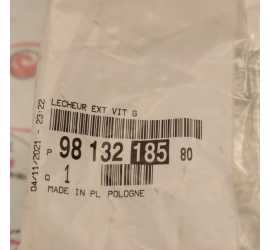 LECHEUR EXT VIT G
P 98 132 185 80
Q 1
MADE IN PL POLOGNE
04/11/2021 - 23:22